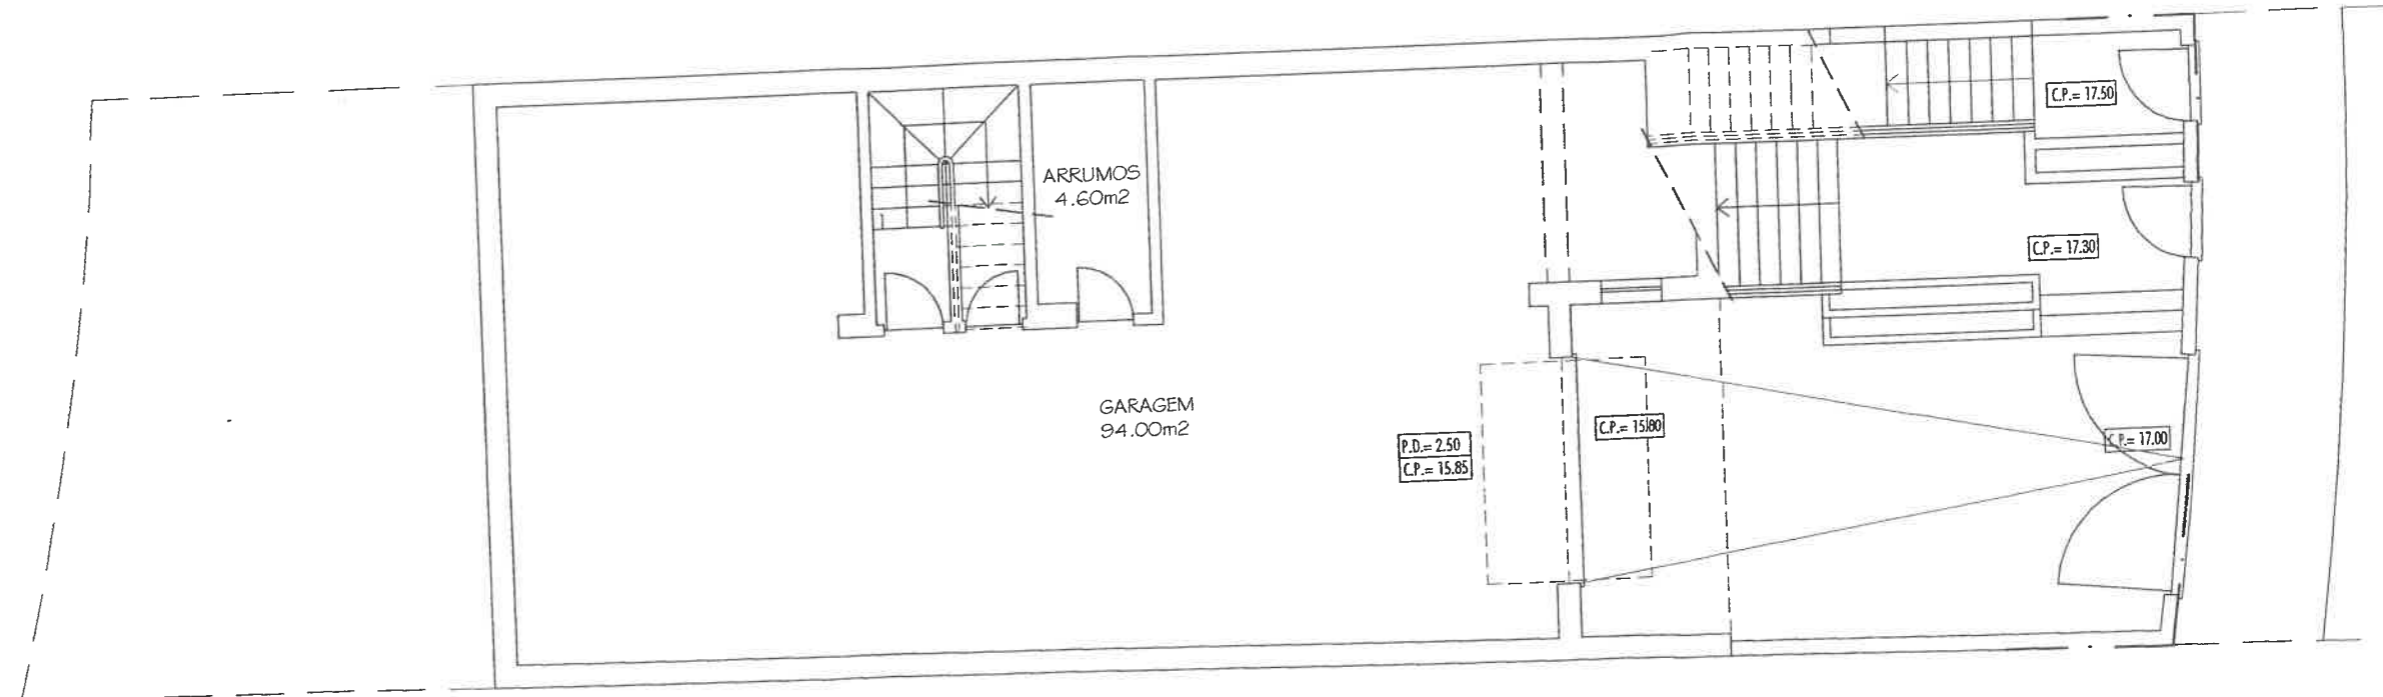 C.P.= 17.50
ARRUMOS
4.60m2
C.P.= 17.30
GARAGEM
94.00m2
P.D.= 2.50
C.P.= 15.85
C.P.= 15.80
C.P.= 17.00